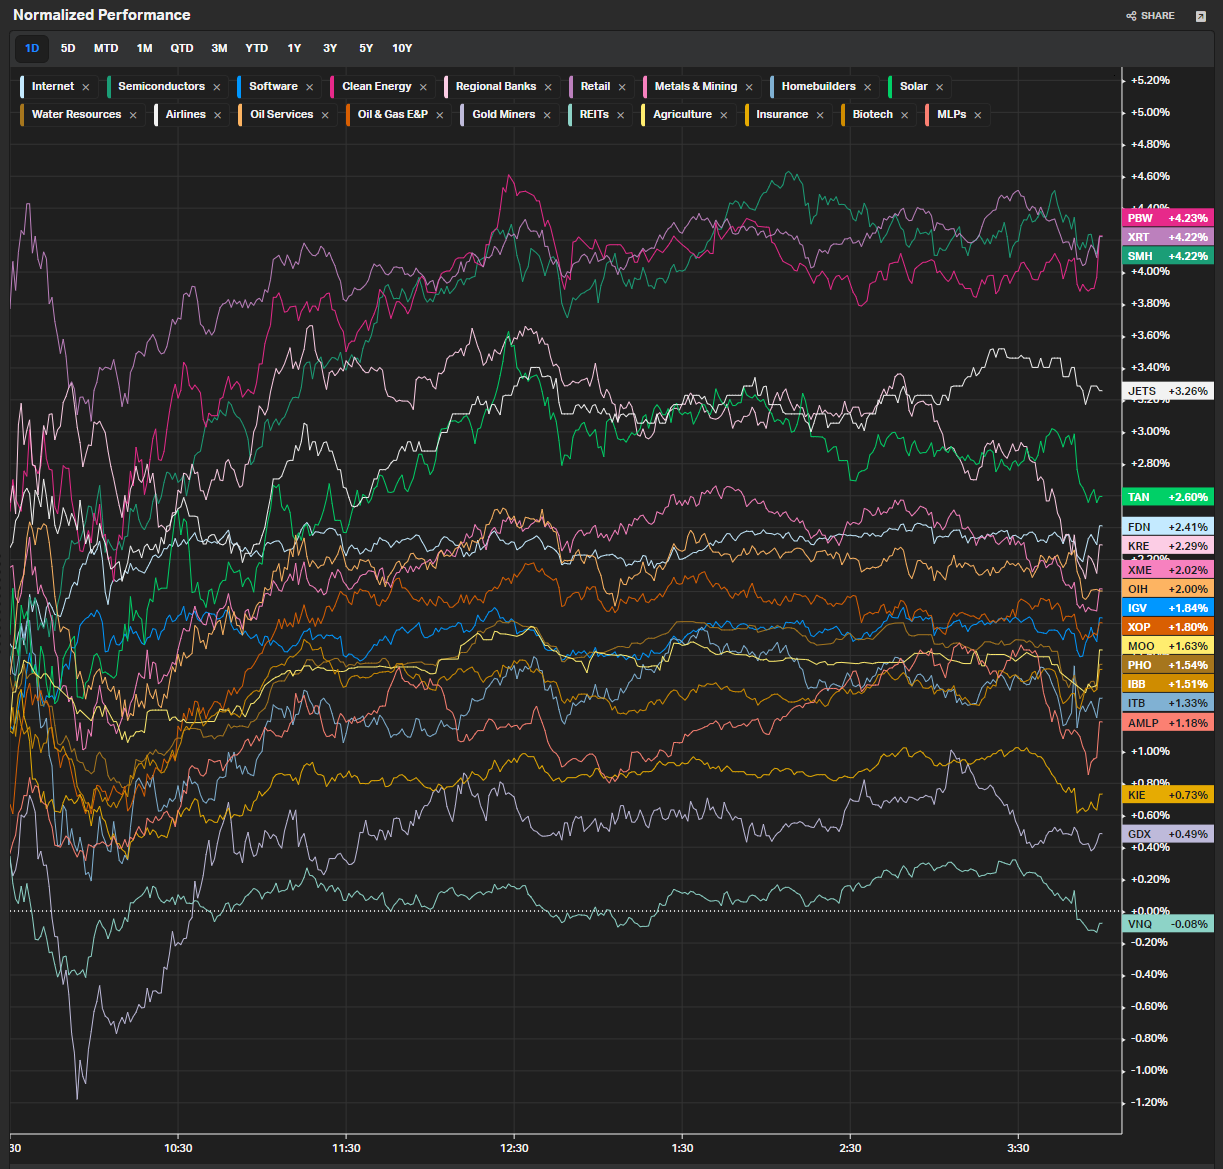 Normalized Performance
SHARE
1D 5D MTD 1M QTD 3M YTD 1Y 3Y 5Y 10Y
Internet × Semiconductors × Software × Clean Energy × Regional Banks × Retail × Metals & Mining × Homebuilders × Solar ×
Water Resources × Airlines × Oil Services × Oil & Gas E&P × Gold Miners × REITs × Agriculture × Insurance × Biotech × MLPs ×
+5.20%
+5.00%
+4.80%
+4.60%
+4.40%
PBW +4.23%
XRT +4.22%
SMH +4.22%
+4.00%
+3.80%
+3.60%
+3.40%
JETS +3.26%
+3.20%
+3.00%
+2.80%
TAN +2.60%
FDN +2.41%
KRE +2.29%
+2.20%
XME +2.02%
OIH +2.00%
IGV +1.84%
XOP +1.80%
MOO +1.63%
PHO +1.54%
IBB +1.51%
ITB +1.33%
AMLP +1.18%
+1.00%
+0.80%
KIE +0.73%
+0.60%
GDX +0.49%
+0.40%
+0.20%
+0.00%
VNQ -0.08%
-0.20%
-0.40%
-0.60%
-0.80%
-1.00%
-1.20%
30 10:30 11:30 12:30 1:30 2:30 3:30